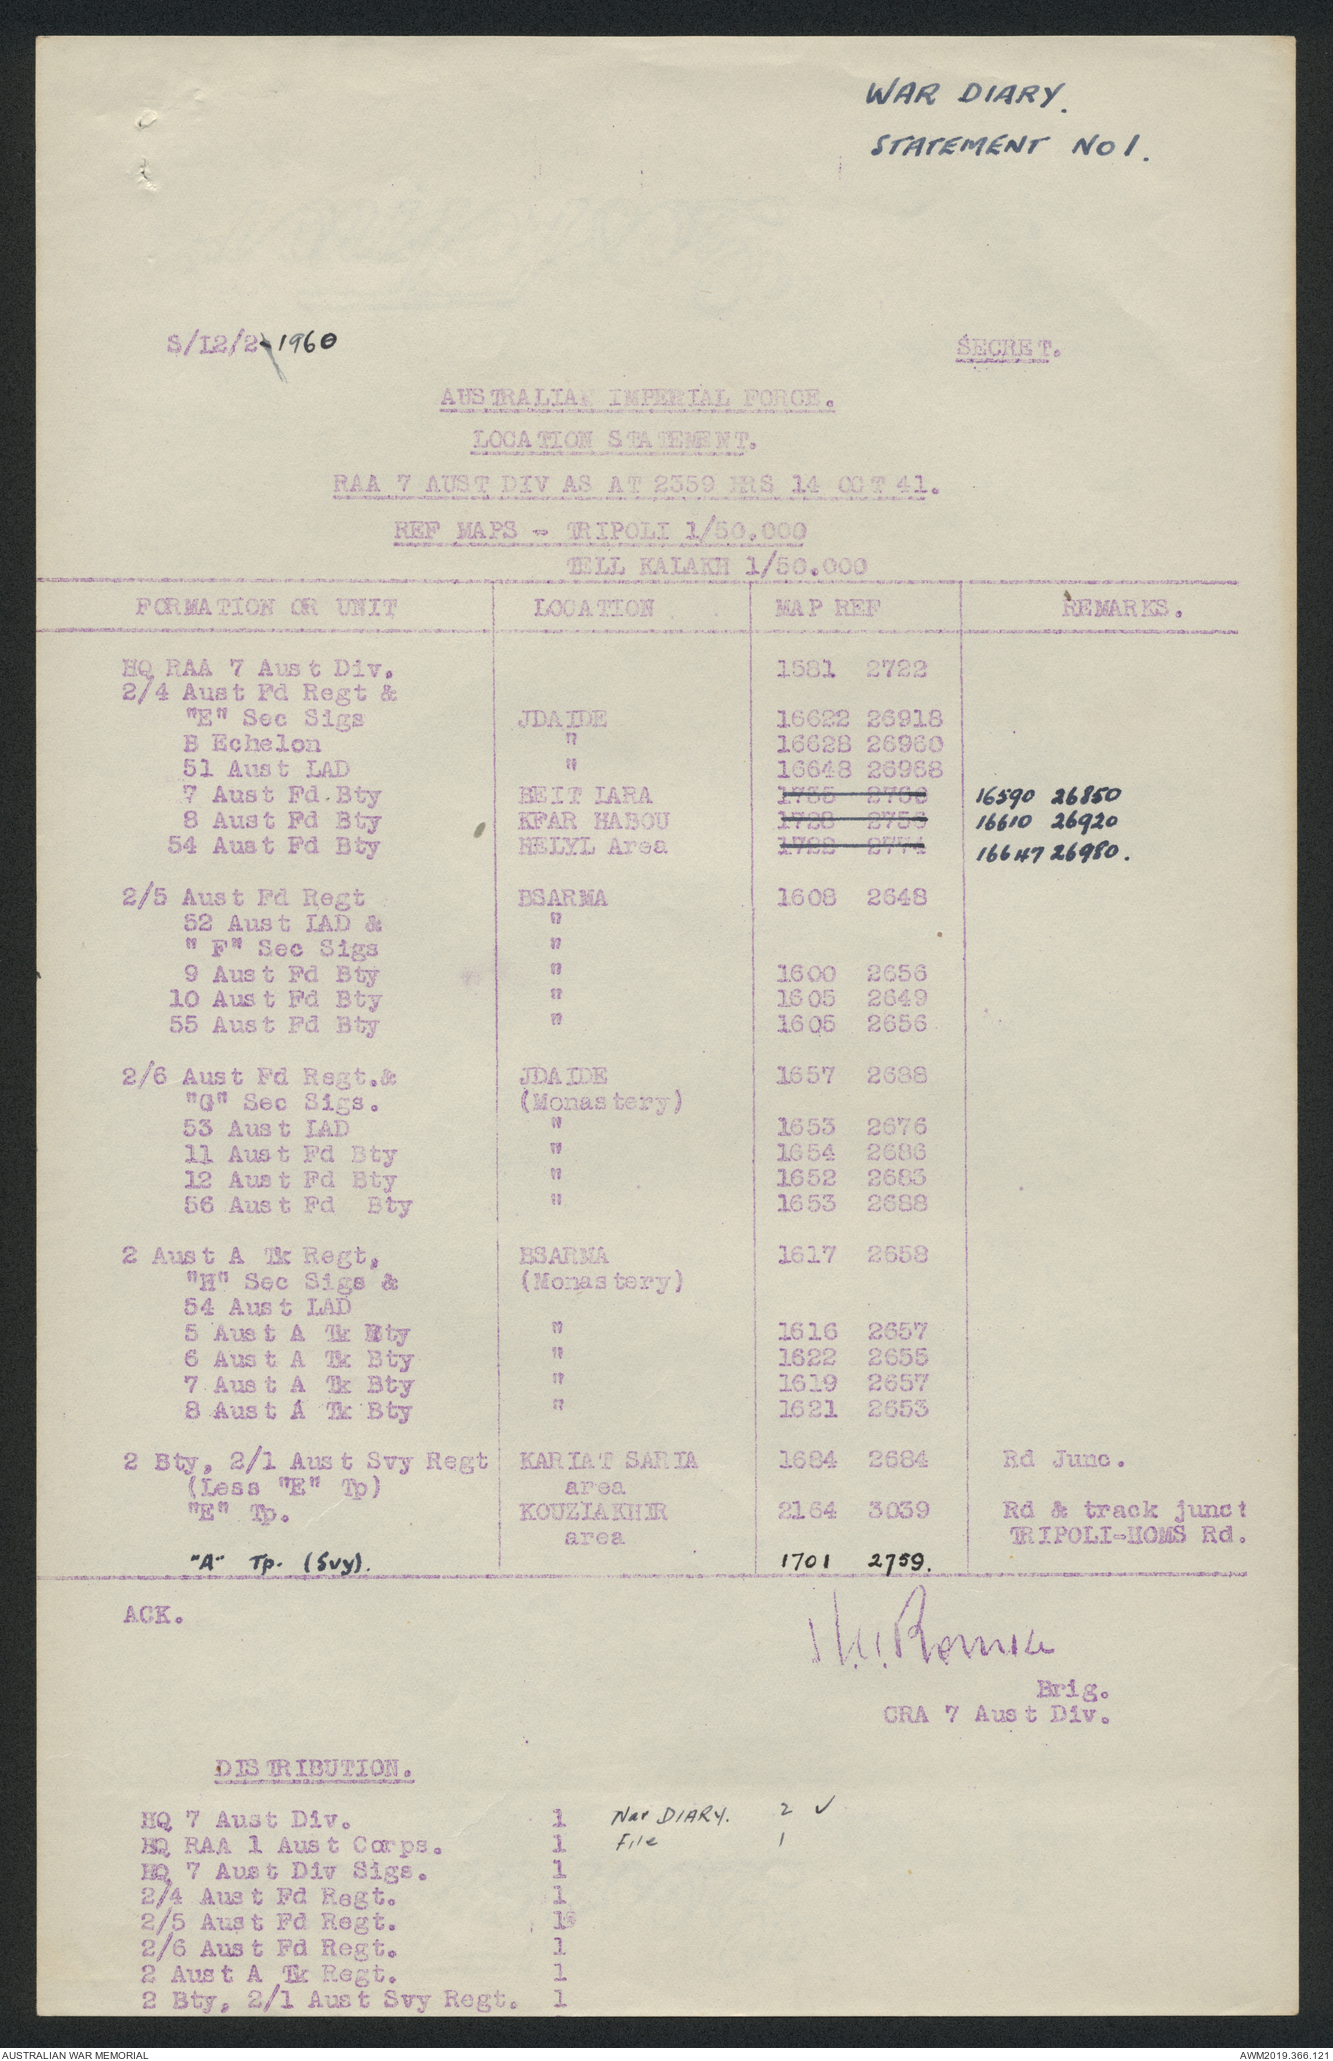 WAR DIARY.
STATEMENT NO 1.
S/12/2-1960
SECRET.
AUSTRALIAN IMPERIAL FORCE.
LOCATION STATEMENT.
RAA 7 AUST DIV AS AT 2359 HRS 14 OCT 41.
REF MAPS - TRIPOLI 1/50.000
TELL KALAKH 1/50.000
FORMATION OR UNIT LOCATION MAP REF REMARKS.
HQ RAA 7 Aust Div. 1581 2722
2/4 Aust Fd Regt &
"E" Sec Sigs JDAIDE 16622 26918
B Echelon " 16628 26960
51 Aust LAD " 16648 26988
7 Aust Fd Bty BEIT LARA 1735 2766 16590 26850
8 Aust Fd Bty KFAR HABOU 1728 2756 16610 26920
54 Aust Fd Bty HELYL Area 1722 2774 16647 26980.
2/5 Aust Fd Regt BSARMA 1608 2648
52 Aust LAD & "
" F" Sec Sigs "
9 Aust Fd Bty " 1600 2656
10 Aust Fd Bty " 1605 2649
55 Aust Fd Bty " 1605 2656
2/6 Aust Fd Regt.& JDAIDE 1657 2688
"G" Sec Sigs. (Monastery)
53 Aust LAD " 1653 2676
11 Aust Fd Bty " 1654 2686
12 Aust Fd Bty " 1652 2683
56 Aust Fd Bty " 1653 2688
2 Aust A Tk Regt, BSARMA 1617 2658
"H" Sec Sigs & (Monastery)
54 Aust LAD
5 Aust A Tk Bty " 1616 2657
6 Aust A Tk Bty " 1622 2655
7 Aust A Tk Bty " 1619 2657
8 Aust A Tk Bty " 1621 2653
2 Bty, 2/1 Aust Svy Regt KARIAT SARIA 1684 2684 Rd Junc.
(Less "E" Tp) area
"E" Tp. KOUZIAKHIR 2164 3039 Rd & track junct
area TRIPOLI-HOMS Rd.
"A" Tp. (Svy). 1701 2759.
ACK.
Brig.
CRA 7 Aust Div.
DISTRIBUTION.
HQ 7 Aust Div. 1 War DIARY. 2 ✓
HQ RAA 1 Aust Corps. 1 File 1
HQ 7 Aust Div Sigs. 1
2/4 Aust Fd Regt. 1
2/5 Aust Fd Regt. 1
2/6 Aust Fd Regt. 1
2 Aust A Tk Regt. 1
2 Bty, 2/1 Aust Svy Regt. 1
AUSTRALIAN WAR MEMORIAL
AWM2019.366.121